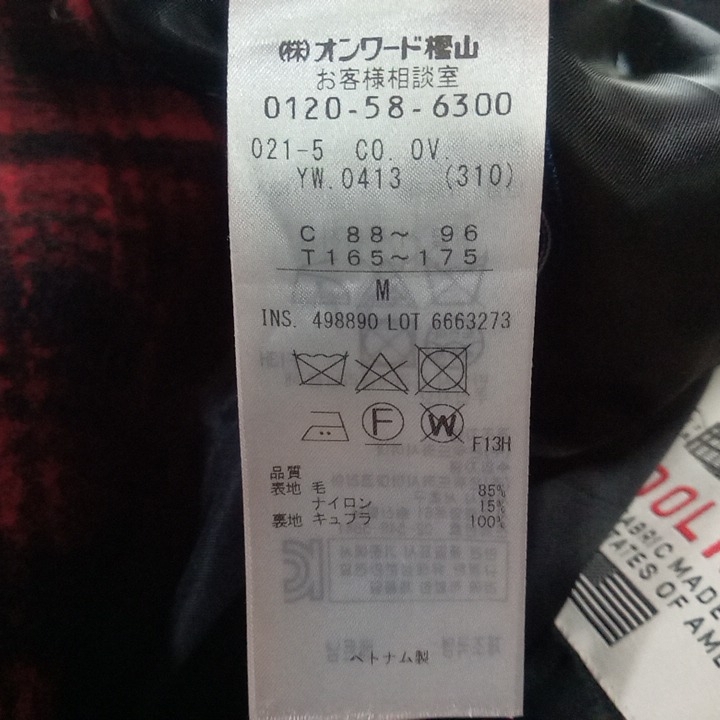 ㈱オンワード樫山
お客様相談室
0120-58-6300
021-5 CO. OV.
YW.0413 (310)
C 88～ 96
T165～175
M
INS. 498890 LOT 6663273
F
W
F13H
品質
表地 毛 85%
ナイロン 15%
裏地 キュプラ 100%
ベトナム製
FABRIC MADE
STATES OF AME